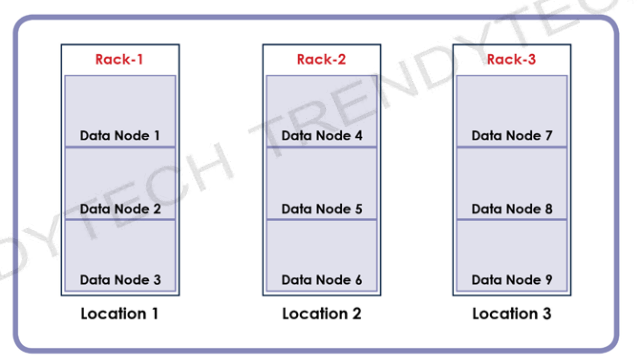 Rack-1
Data Node 1
Data Node 2
Data Node 3
Location 1
Rack-2
Data Node 4
Data Node 5
Data Node 6
Location 2
Rack-3
Data Node 7
Data Node 8
Data Node 9
Location 3
DYTECH TRENDYTECH